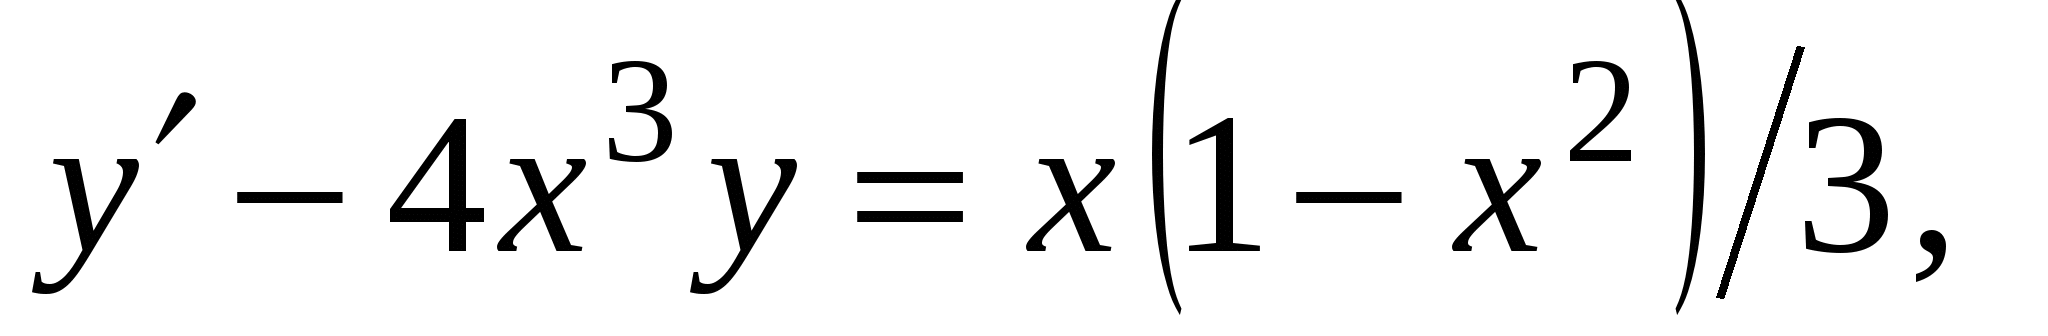 y′ − 4x³y = x(1 − x²)/3,